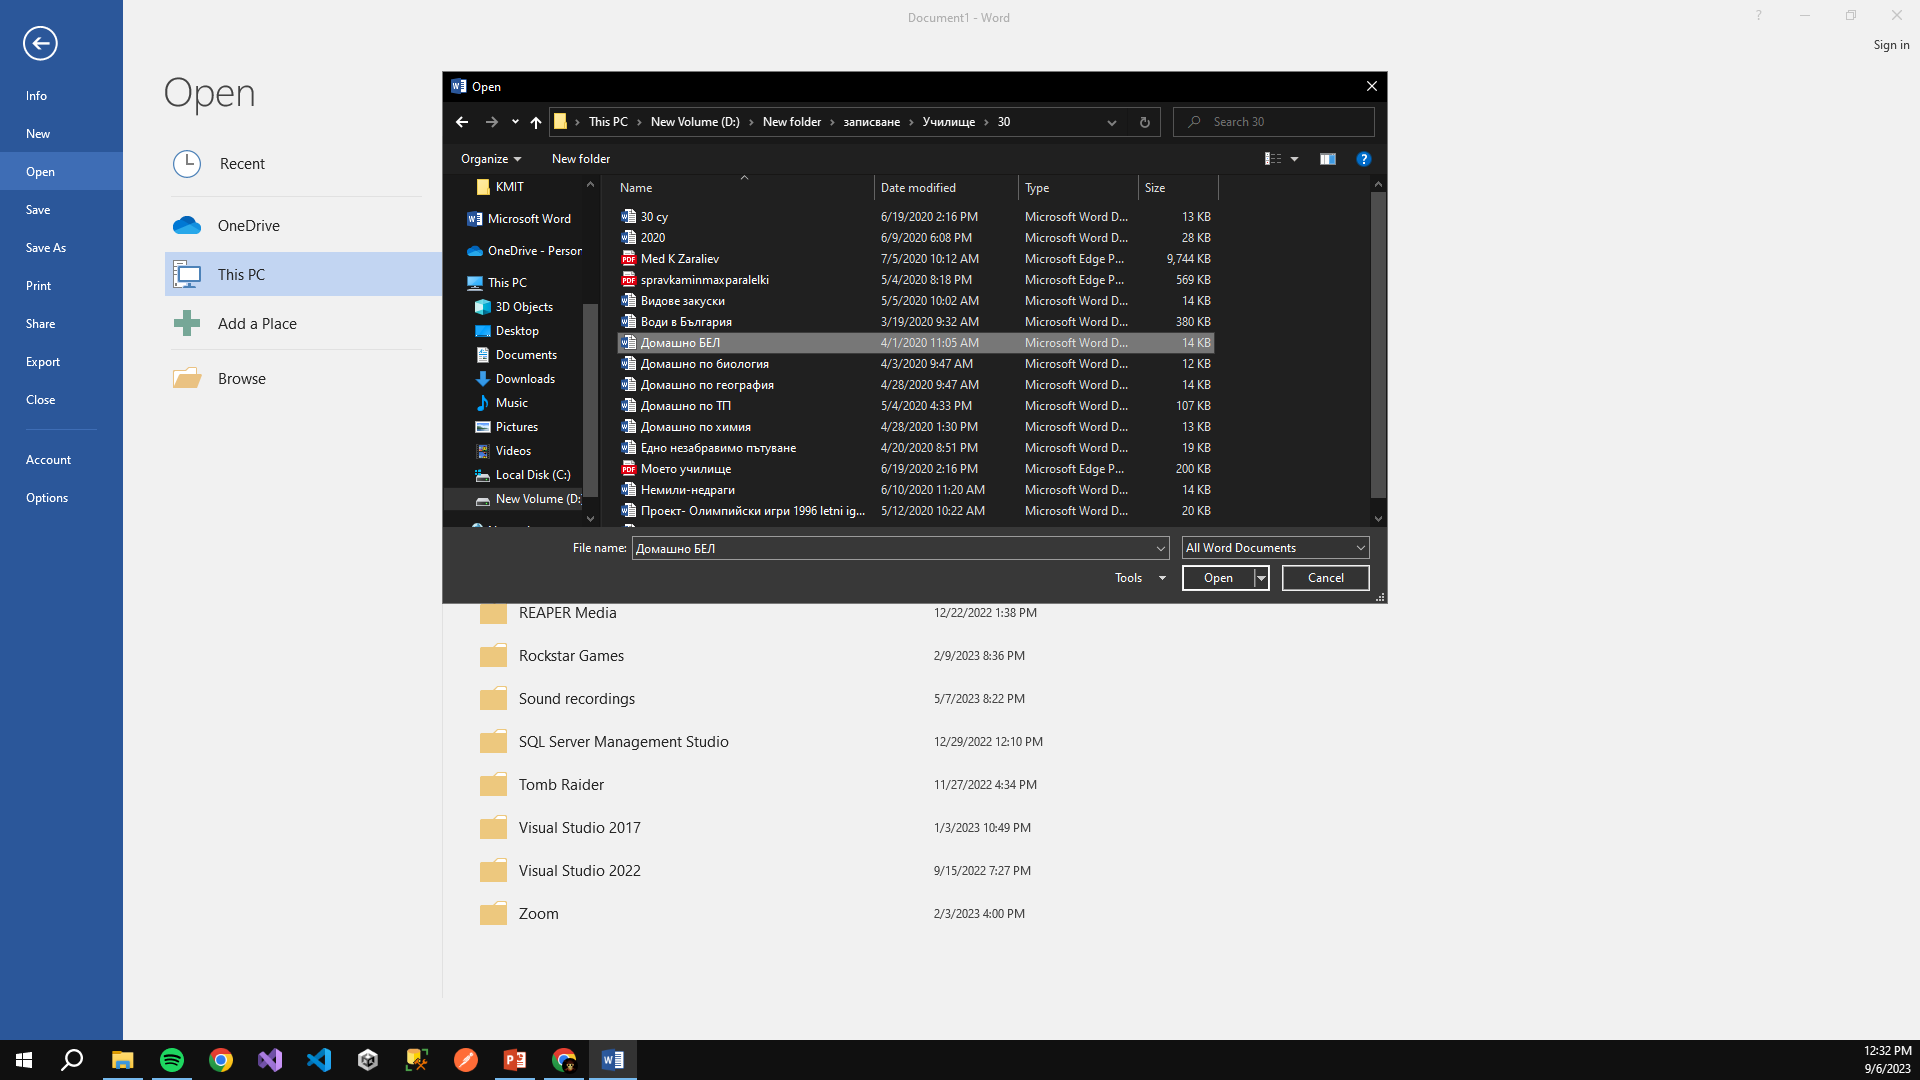 Document1 - Word
?
Sign in
Info
New
Open
Save
Save As
Print
Share
Export
Close
Account
Options
Open
Recent
OneDrive
This PC
Add a Place
Browse
Open
This PC > New Volume (D:) > New folder > записване > Училище > 30
Search 30
Organize
New folder
?
KMIT
Microsoft Word
OneDrive - Person
This PC
3D Objects
Desktop
Documents
Downloads
Music
Pictures
Videos
Local Disk (C:)
New Volume (D:
Name Date modified Type Size
30 су 6/19/2020 2:16 PM Microsoft Word D... 13 KB
2020 6/9/2020 6:08 PM Microsoft Word D... 28 KB
Med K Zaraliev 7/5/2020 10:12 AM Microsoft Edge P... 9,744 KB
spravkaminmaxparalelki 5/4/2020 8:18 PM Microsoft Edge P... 569 KB
Видове закуски 5/5/2020 10:02 AM Microsoft Word D... 14 KB
Води в България 3/19/2020 9:32 AM Microsoft Word D... 380 KB
Домашно БЕЛ 4/1/2020 11:05 AM Microsoft Word D... 14 KB
Домашно по биология 4/3/2020 9:47 AM Microsoft Word D... 12 KB
Домашно по география 4/28/2020 9:47 AM Microsoft Word D... 14 KB
Домашно по ТП 5/4/2020 4:33 PM Microsoft Word D... 107 KB
Домашно по химия 4/28/2020 1:30 PM Microsoft Word D... 13 KB
Едно незабравимо пътуване 4/20/2020 8:51 PM Microsoft Word D... 19 KB
Моето училище 6/19/2020 2:16 PM Microsoft Edge P... 200 KB
Немили-недраги 6/10/2020 11:20 AM Microsoft Word D... 14 KB
Проект- Олимпийски игри 1996 letni ig... 5/12/2020 10:22 AM Microsoft Word D... 20 KB
File name: Домашно БЕЛ
All Word Documents
Tools
Open
Cancel
REAPER Media 12/22/2022 1:38 PM
Rockstar Games 2/9/2023 8:36 PM
Sound recordings 5/7/2023 8:22 PM
SQL Server Management Studio 12/29/2022 12:10 PM
Tomb Raider 11/27/2022 4:34 PM
Visual Studio 2017 1/3/2023 10:49 PM
Visual Studio 2022 9/15/2022 7:27 PM
Zoom 2/3/2023 4:00 PM
12:32 PM
9/6/2023